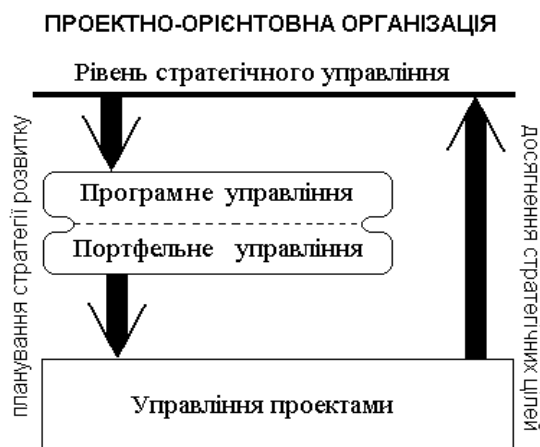 ПРОЕКТНО-ОРІЄНТОВНА ОРГАНІЗАЦІЯ
Рівень стратегічного управління
планування стратегії розвитку
Програмне управління
Портфельне управління
досягнення стратегічних цілей
Управління проектами